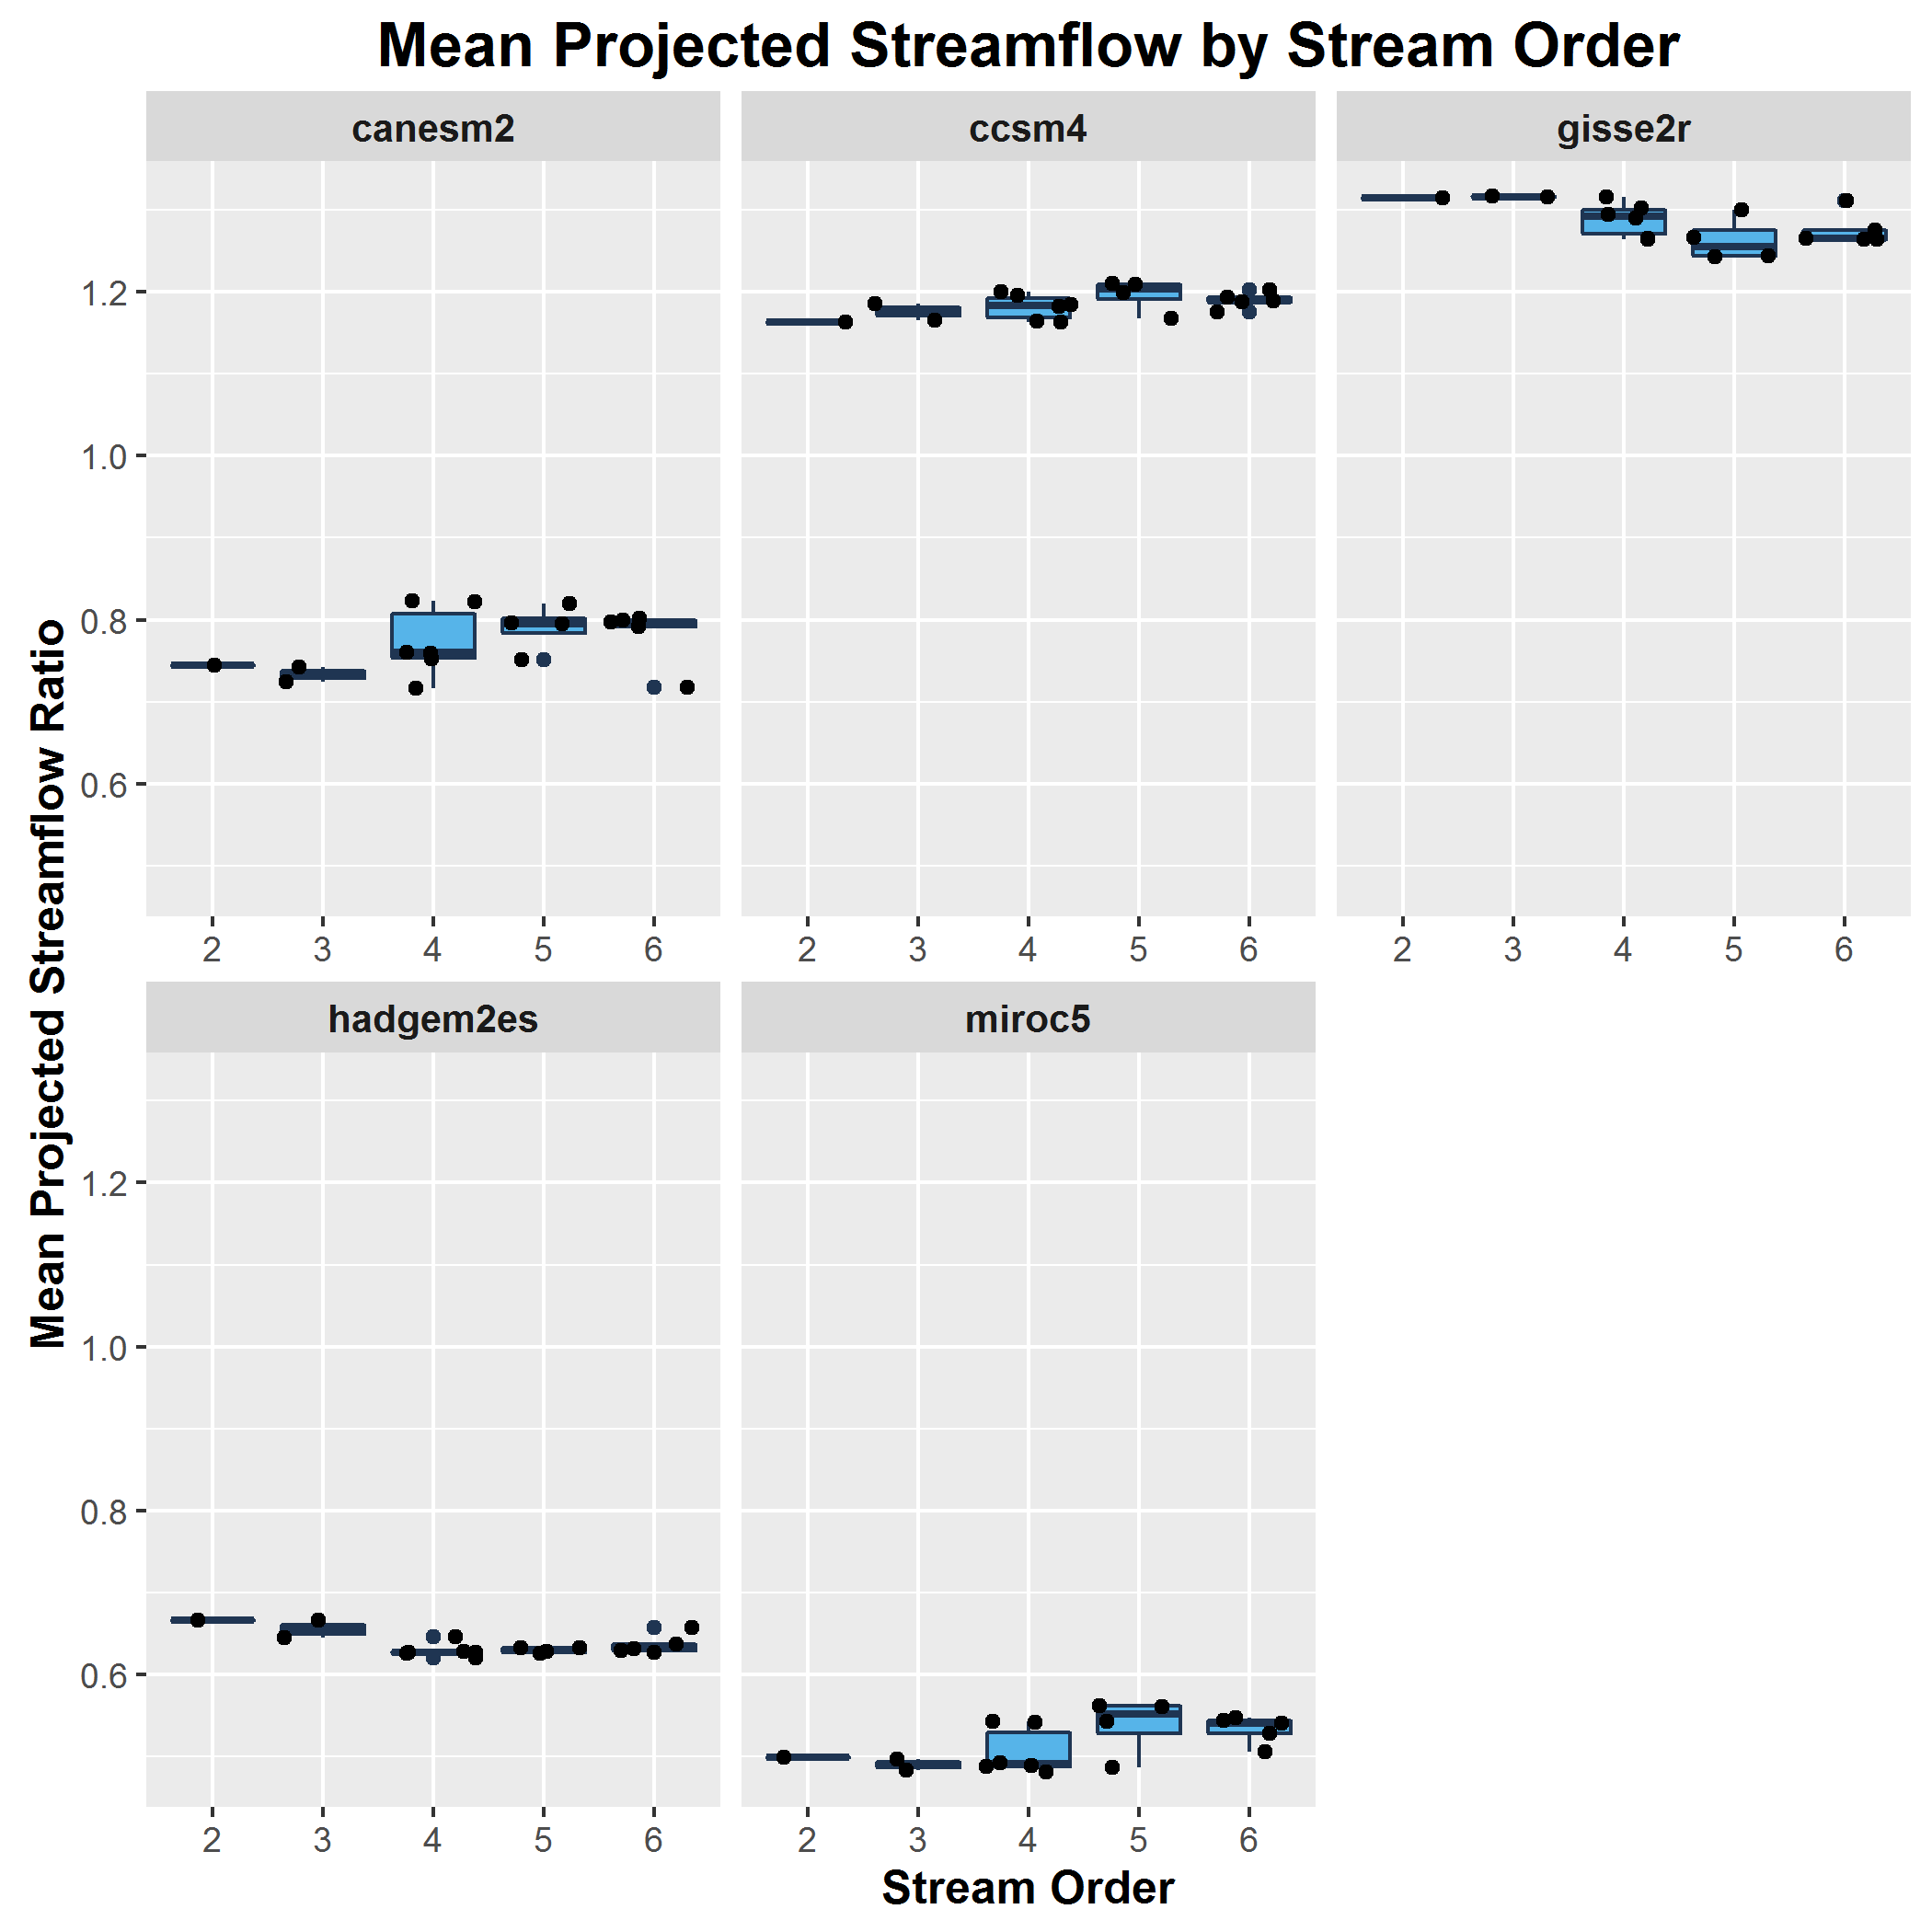 Mean Projected Streamflow by Stream Order
canesm2 ccsm4 gisse2r
1.2
1.0
0.8
0.6
2 3 4 5 6 2 3 4 5 6 2 3 4 5 6
Mean Projected Streamflow Ratio
hadgem2es miroc5
1.2
1.0
0.8
0.6
2 3 4 5 6 2 3 4 5 6
Stream Order